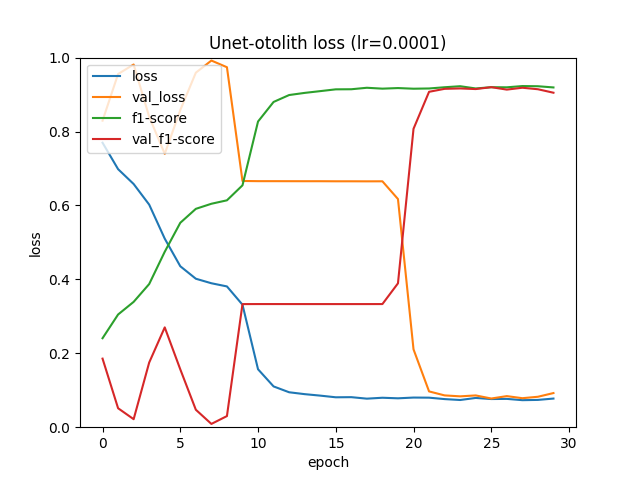 Unet-otolith loss (lr=0.0001)
loss
val_loss
f1-score
val_f1-score
1.0
0.8
0.6
0.4
0.2
0.0
loss
0
5
10
15
20
25
30
epoch